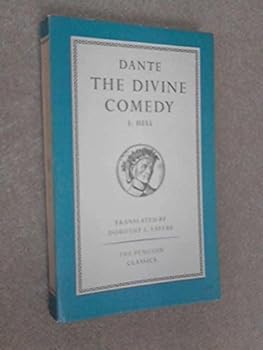 DANTE
THE DIVINE
COMEDY
I: HELL
TRANSLATED BY
DOROTHY L. SAYERS
THE PENGUIN
CLASSICS